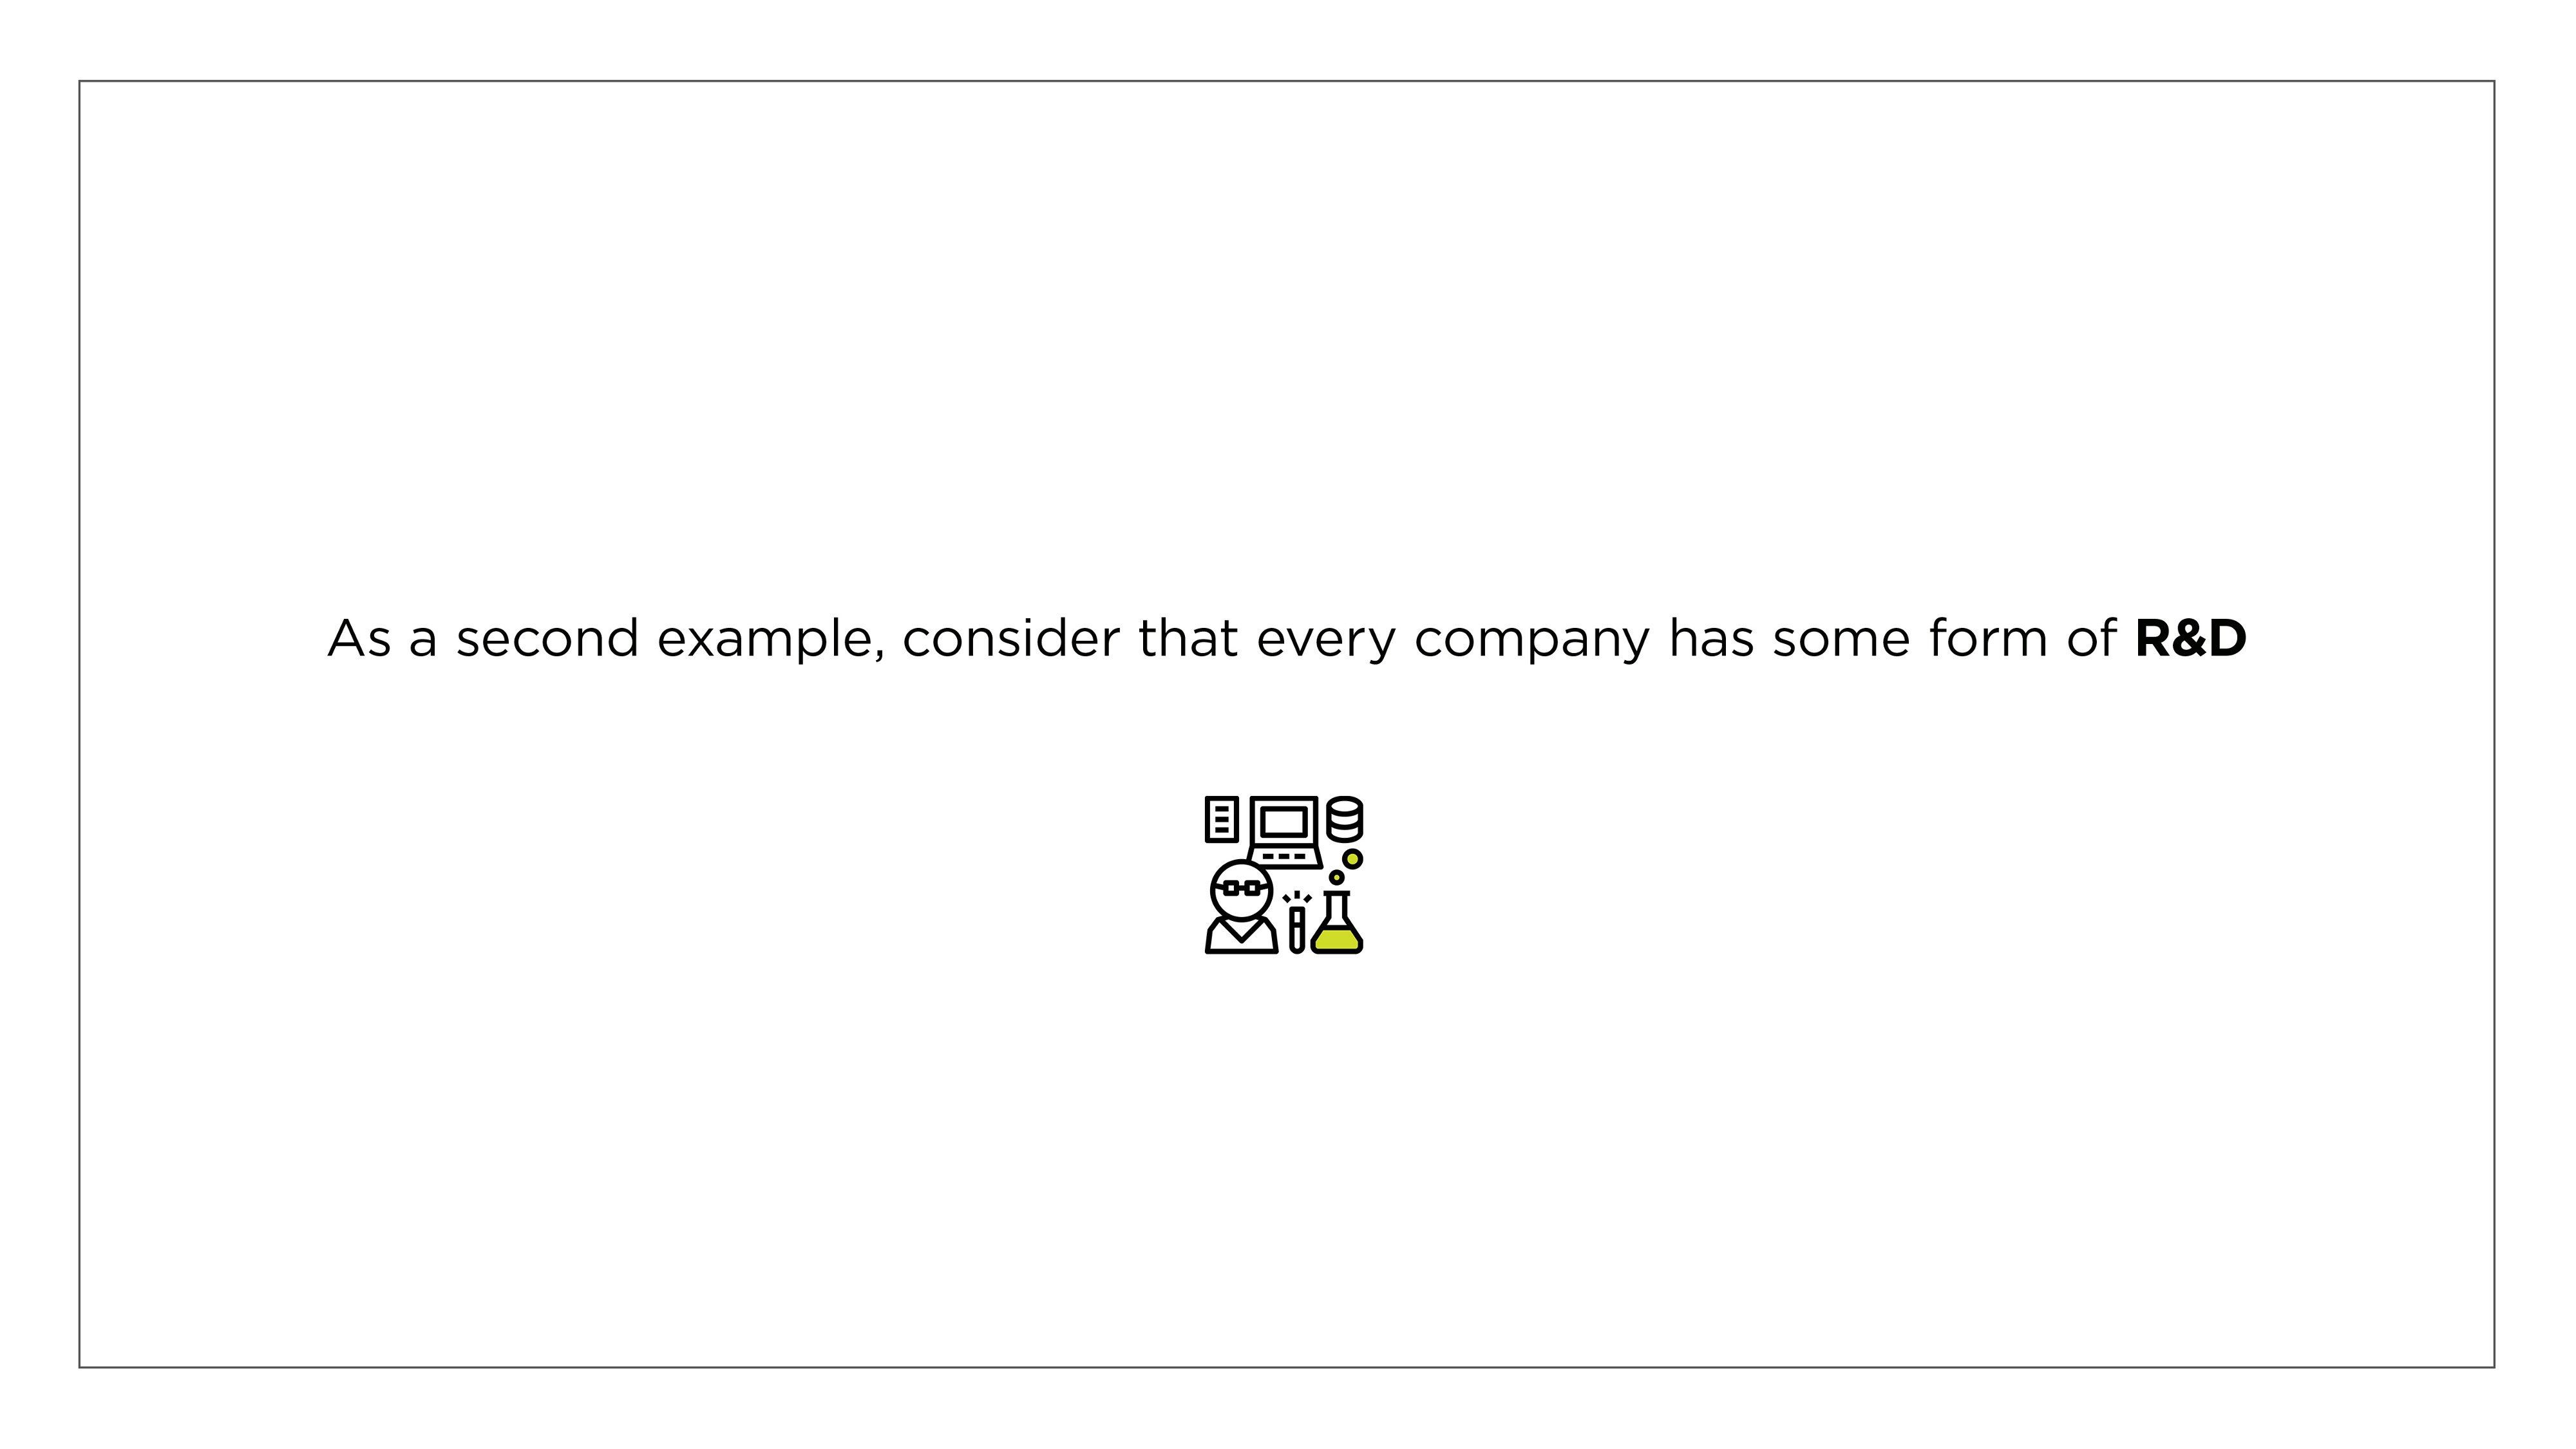 As a second example, consider that every company has some form of R&D